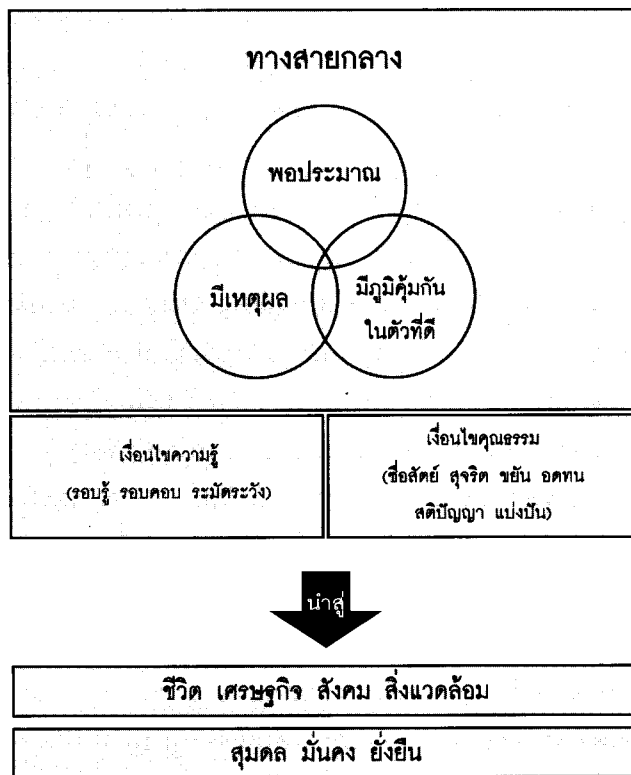 ทางสายกลาง
พอประมาณ
มีเหตุผล
มีภูมิคุ้มกัน
ในตัวที่ดี
เงื่อนไขความรู้
(รอบรู้ รอบคอบ ระมัดระวัง)
เงื่อนไขคุณธรรม
(ซื่อสัตย์ สุจริต ขยัน อดทน
สติปัญญา แบ่งปัน)
นำสู่
ชีวิต เศรษฐกิจ สังคม สิ่งแวดล้อม
สุมดล มั่นคง ยั่งยืน